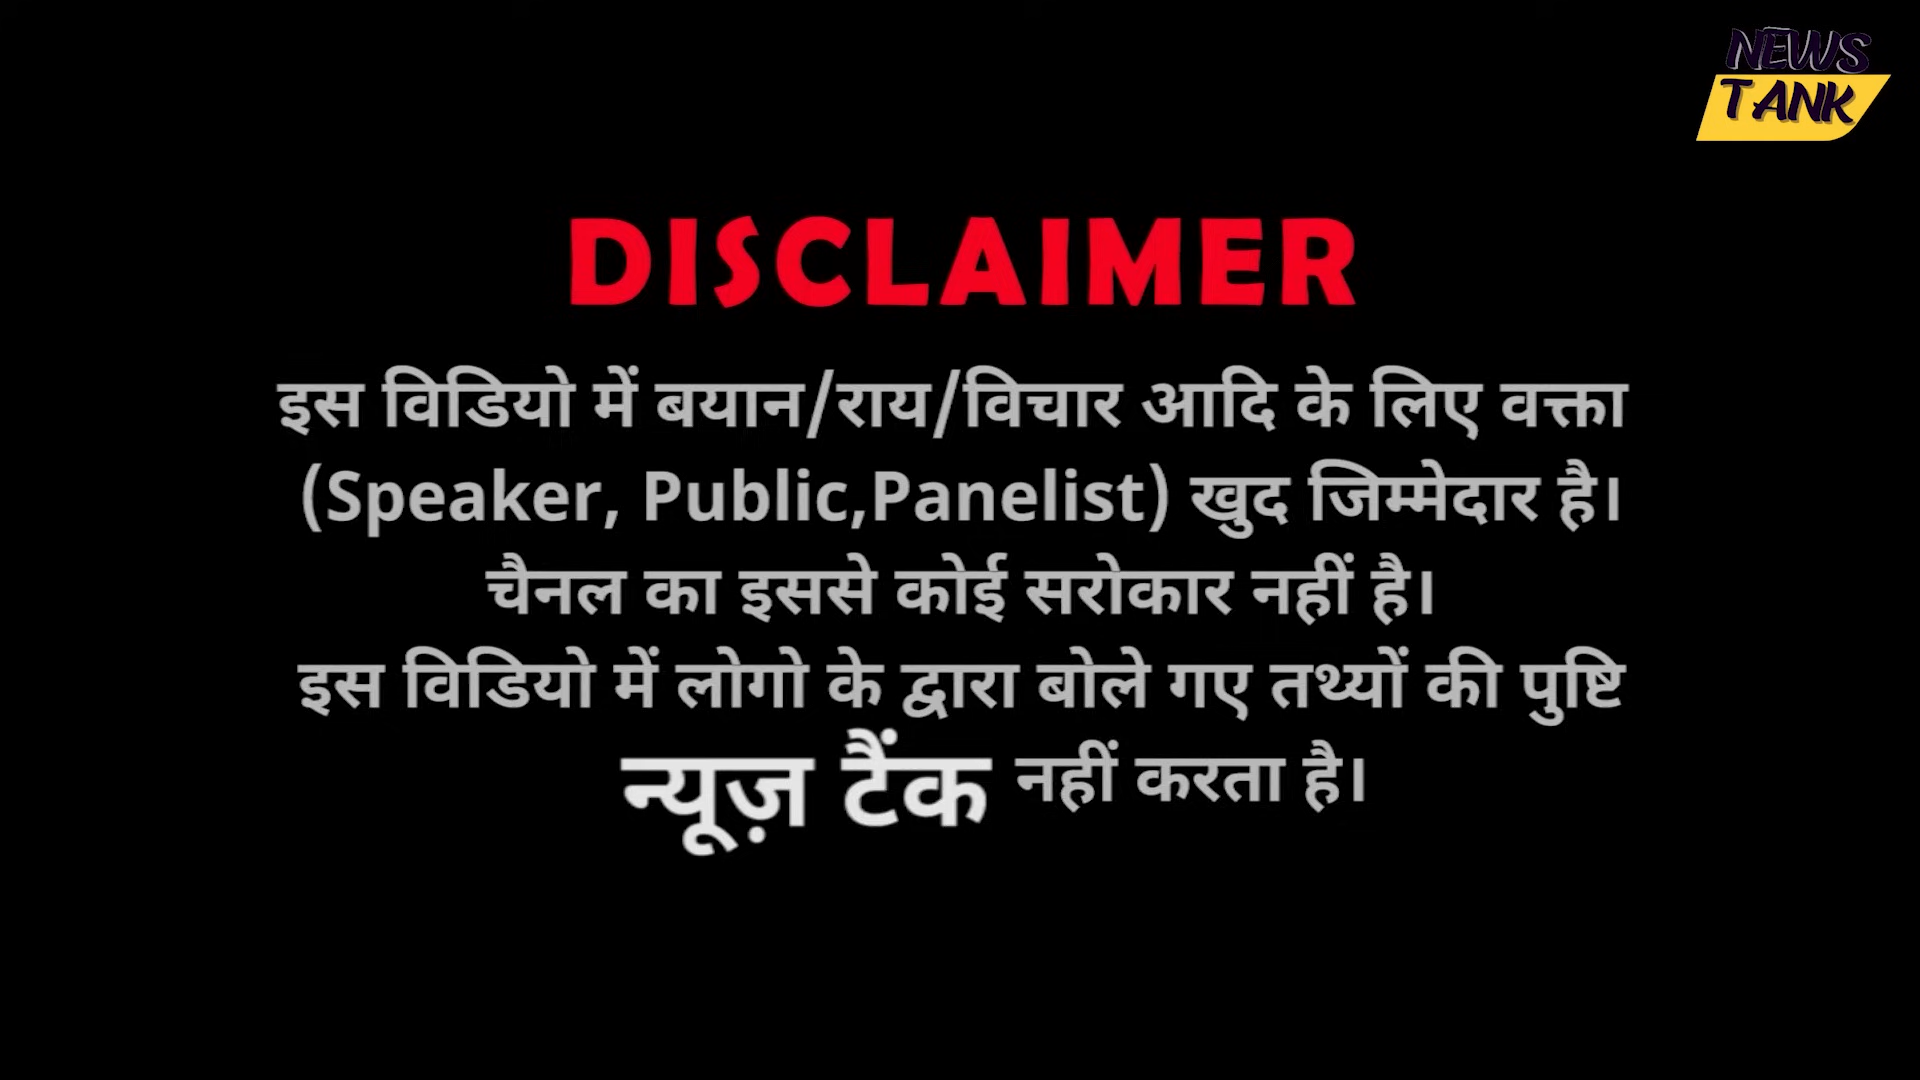 NEWS
TANK
DISCLAIMER
इस विडियो में बयान/राय/विचार आदि के लिए वक्ता
(Speaker, Public,Panelist) खुद जिम्मेदार है।
चैनल का इससे कोई सरोकार नहीं है।
इस विडियो में लोगो के द्वारा बोले गए तथ्यों की पुष्टि
न्यूज़ टैंक नहीं करता है।